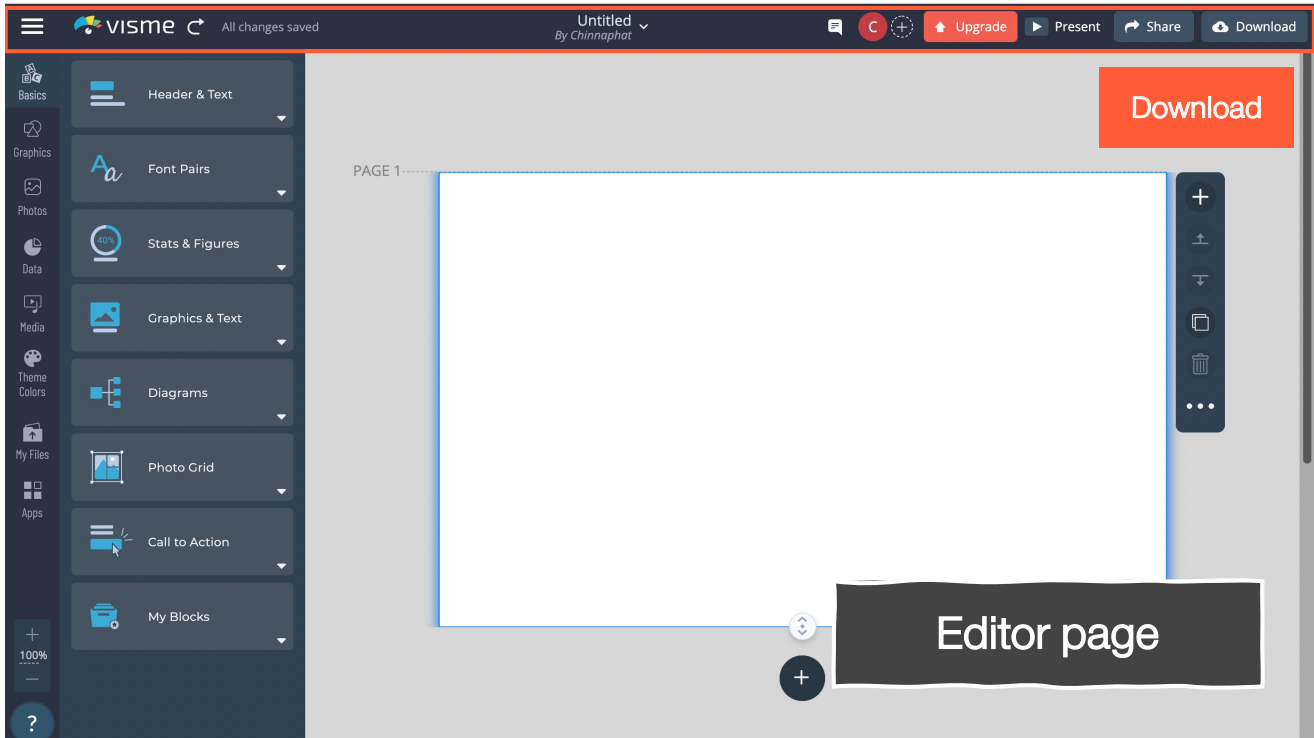 visme All changes saved
Untitled
By Chinnaphat
C Upgrade Present Share Download
Basics
Graphics
Photos
Data
Media
Theme
Colors
My Files
Apps
+
100%
—
?
Header & Text
Aa Font Pairs
40% Stats & Figures
Graphics & Text
Diagrams
Photo Grid
Call to Action
My Blocks
Download
PAGE 1
Editor page